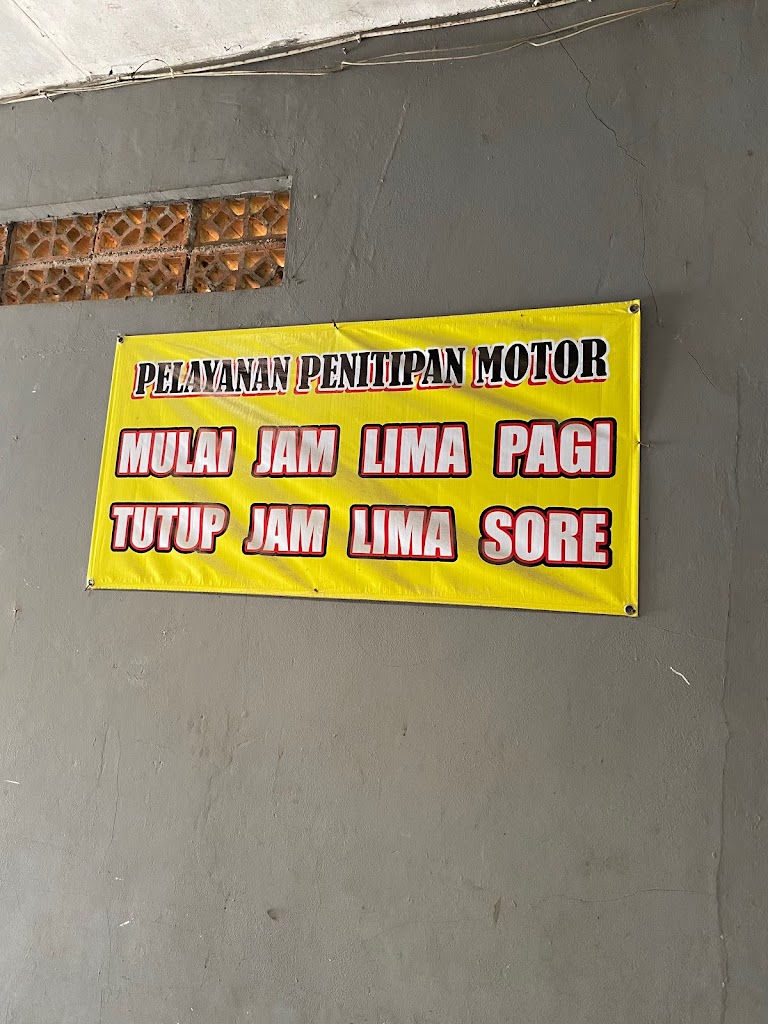 PELAYANAN PENITIPAN MOTOR
MULAI JAM LIMA PAGI
TUTUP JAM LIMA SORE